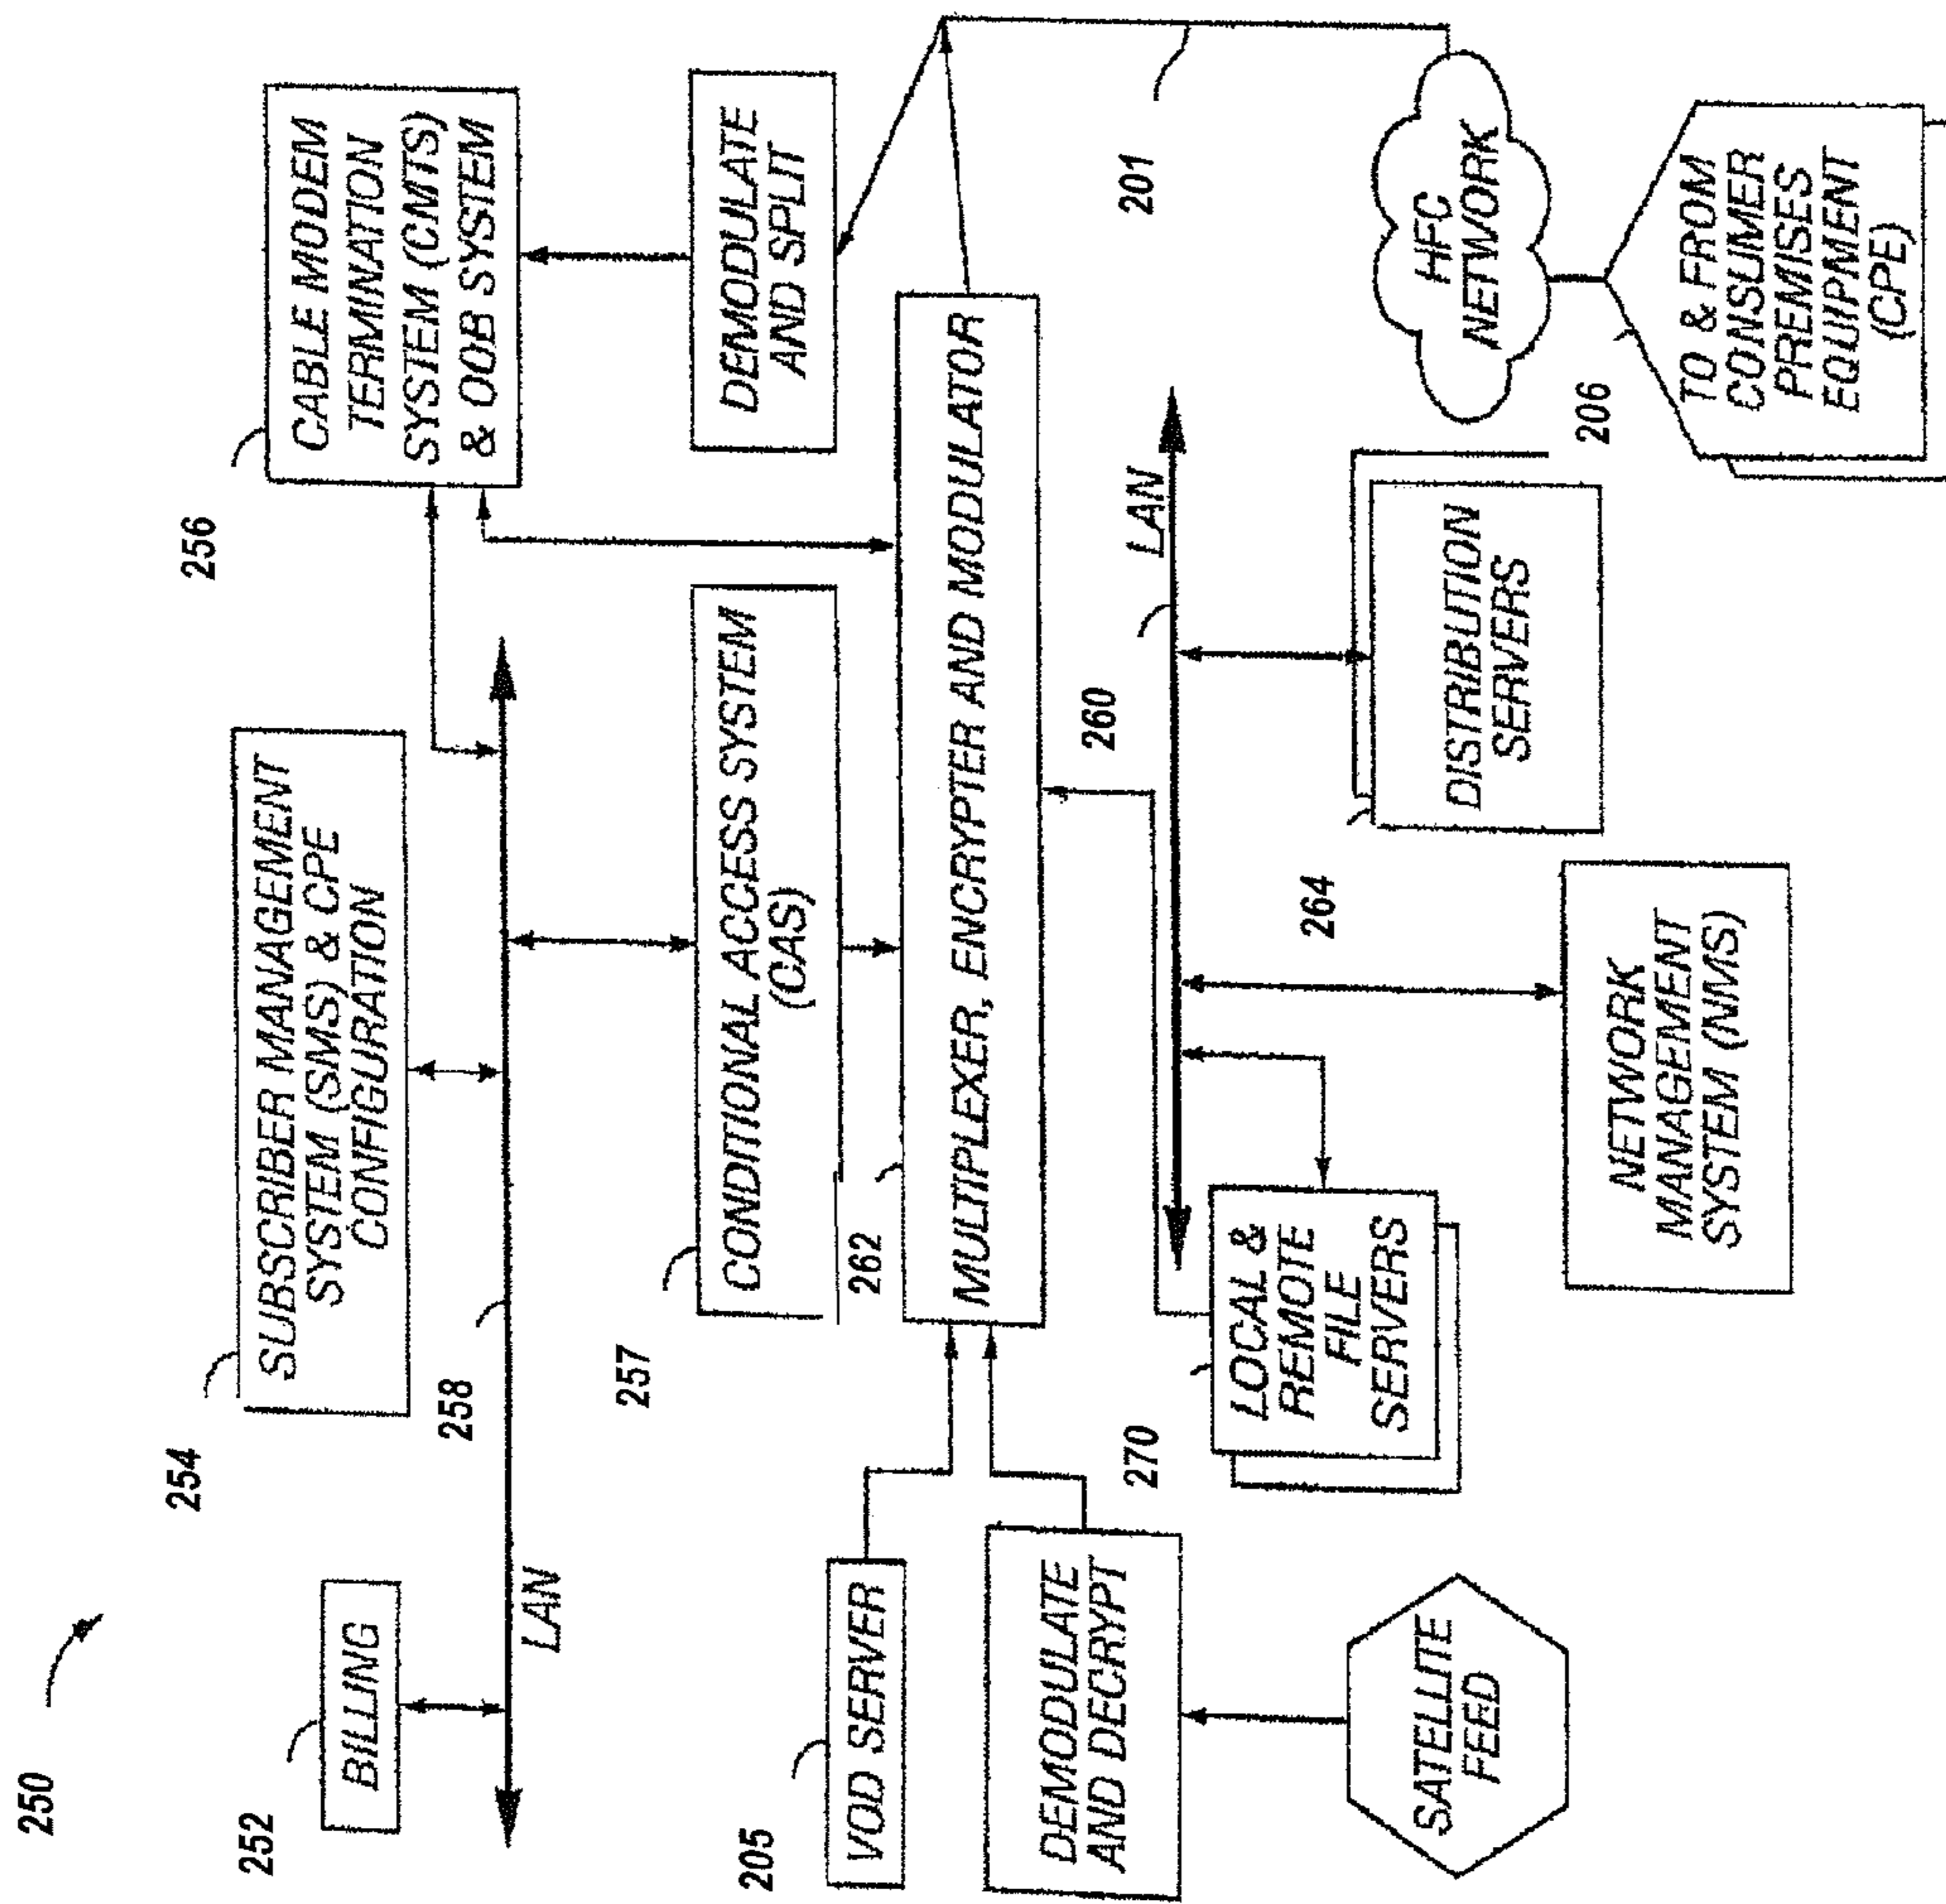 250
252
BILLING
254
SUBSCRIBER MANAGEMENT
SYSTEM (SMS) & CPE
CONFIGURATION
256
CABLE MODEM
TERMINATION
SYSTEM (CMTS)
& OOB SYSTEM
258
LAN
257
CONDITIONAL ACCESS SYSTEM
(CAS)
DEMODULATE
AND SPLIT
205
VOD SERVER
262
MULTIPLEXER, ENCRYPTER AND MODULATOR
DEMODULATE
AND DECRYPT
260
LAN
201
270
LOCAL &
REMOTE
FILE
SERVERS
264
DISTRIBUTION
SERVERS
HFC
NETWORK
SATELLITE
FEED
NETWORK
MANAGEMENT
SYSTEM (NMS)
206
TO & FROM
CONSUMER
PREMISES
EQUIPMENT
(CPE)